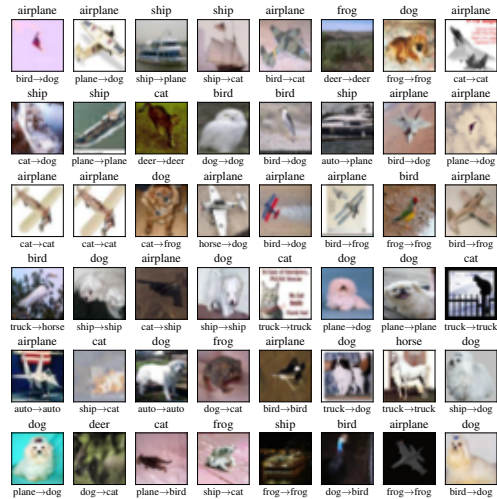 airplane airplane ship ship airplane frog dog airplane
bird→dog plane→dog ship→plane ship→cat bird→cat deer→deer frog→frog cat→cat
ship ship cat bird bird ship airplane airplane
cat→dog plane→plane deer→deer dog→dog bird→dog auto→plane bird→dog plane→dog
airplane airplane dog airplane airplane airplane bird airplane
cat→cat cat→cat cat→frog horse→dog bird→dog bird→frog frog→frog bird→frog
bird dog airplane dog cat dog dog cat
truck→horse ship→ship cat→ship ship→ship truck→truck plane→dog plane→plane truck→truck
airplane cat dog frog airplane dog horse dog
auto→auto ship→cat auto→auto dog→cat bird→bird truck→dog truck→truck ship→dog
dog deer cat frog ship bird airplane dog
plane→dog dog→cat plane→bird ship→cat frog→frog dog→bird frog→frog bird→dog